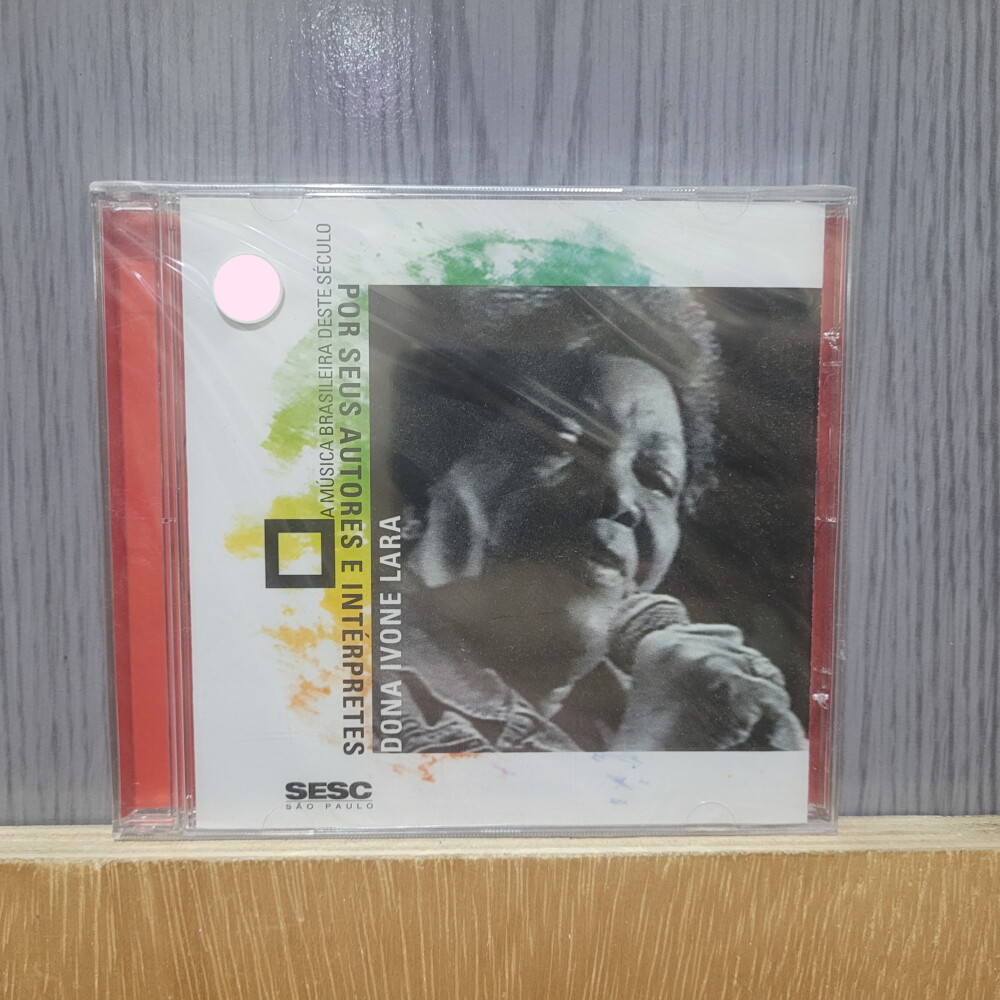 A MÚSICA BRASILEIRA DESTE SÉCULO
POR SEUS AUTORES E INTÉRPRETES
DONA IVONE LARA
SESC
SÃO PAULO